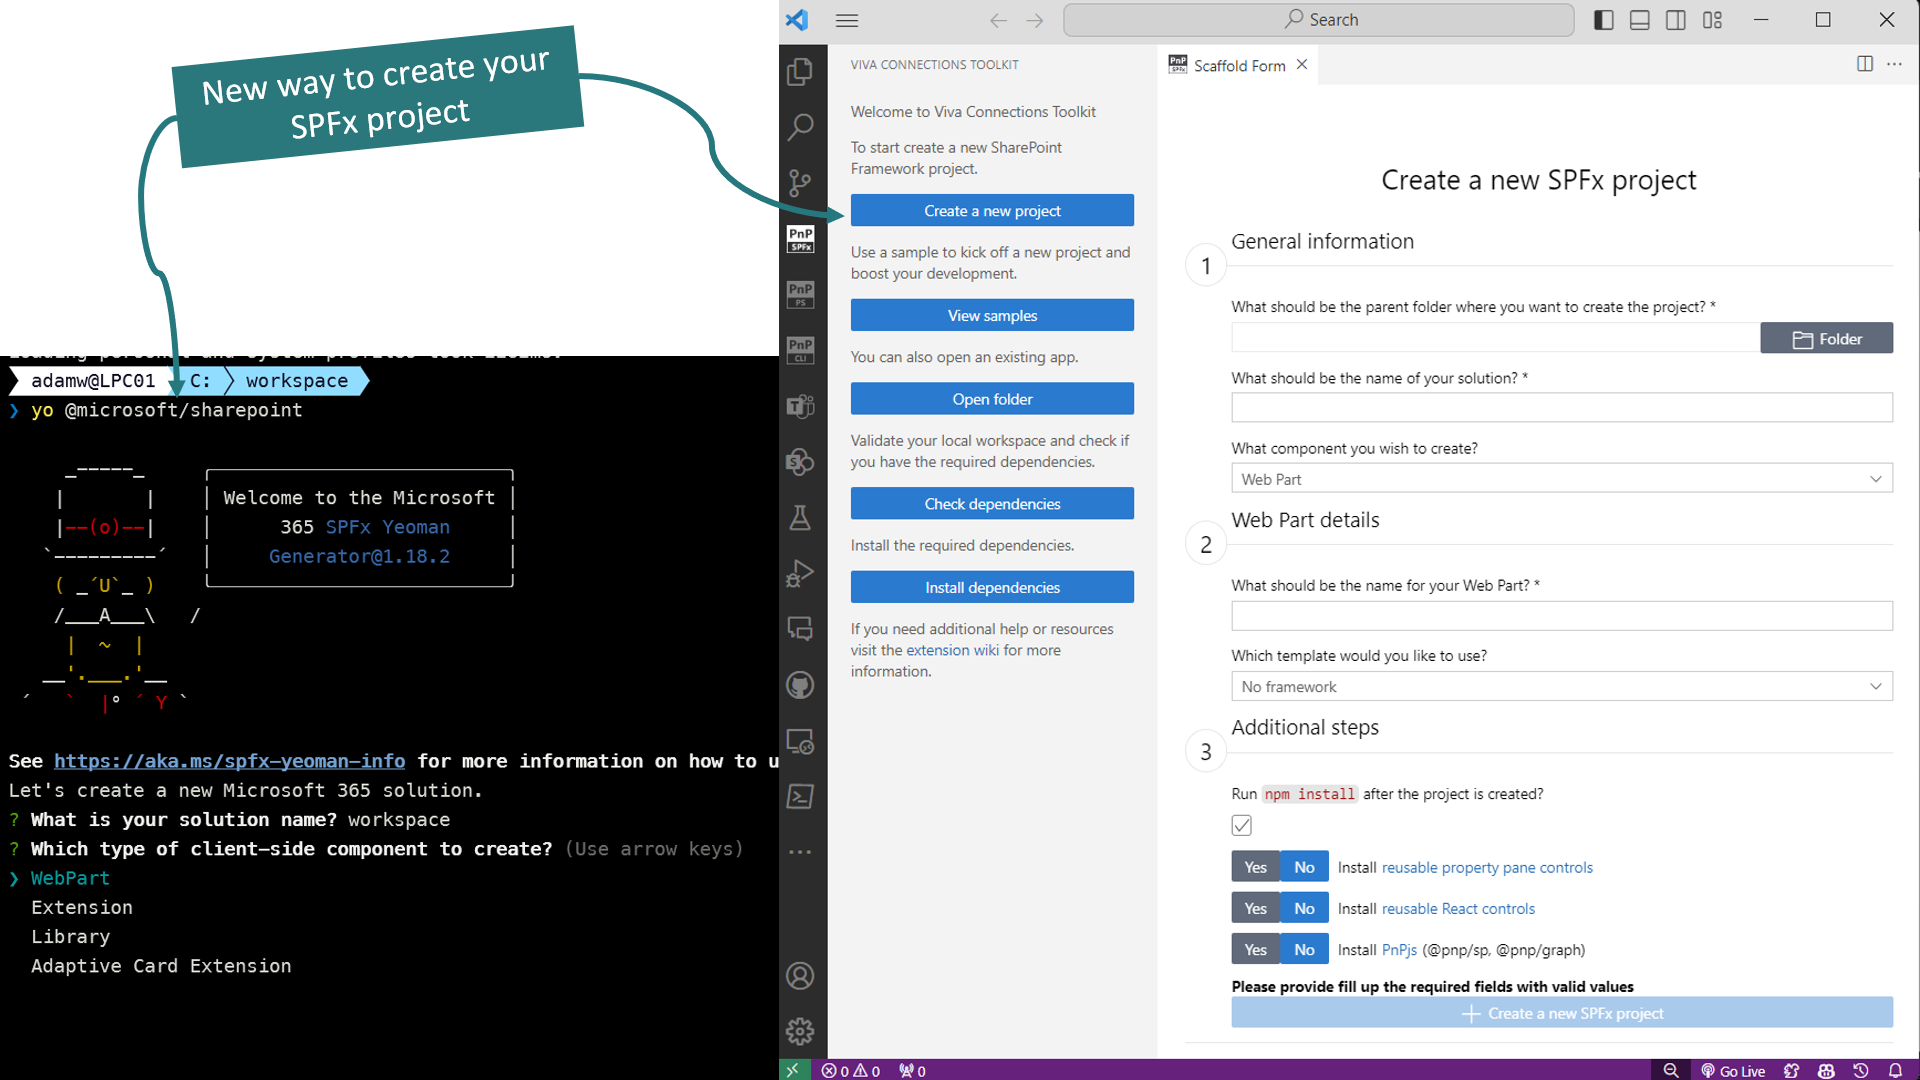 New way to create your
SPFx project
adamw@LPC01
C:
workspace
❯ yo @microsoft/sharepoint
Welcome to the Microsoft
365 SPFx Yeoman
Generator@1.18.2
See https://aka.ms/spfx-yeoman-info for more information on how to u
Let's create a new Microsoft 365 solution.
? What is your solution name? workspace
? Which type of client-side component to create? (Use arrow keys)
❯ WebPart
Extension
Library
Adaptive Card Extension
Search
VIVA CONNECTIONS TOOLKIT
Welcome to Viva Connections Toolkit
To start create a new SharePoint
Framework project.
Create a new project
Use a sample to kick off a new project and
boost your development.
View samples
You can also open an existing app.
Open folder
Validate your local workspace and check if
you have the required dependencies.
Check dependencies
Install the required dependencies.
Install dependencies
If you need additional help or resources
visit the extension wiki for more
information.
PnP
SPFx
PnP
PS
PnP
CLI
PnP
SPFx
Scaffold Form
Create a new SPFx project
1
General information
What should be the parent folder where you want to create the project? *
Folder
What should be the name of your solution? *
What component you wish to create?
Web Part
2
Web Part details
What should be the name for your Web Part? *
Which template would you like to use?
No framework
3
Additional steps
Run npm install after the project is created?
Yes No Install reusable property pane controls
Yes No Install reusable React controls
Yes No Install PnPjs (@pnp/sp, @pnp/graph)
Please provide fill up the required fields with valid values
Create a new SPFx project
0 0 0
Go Live